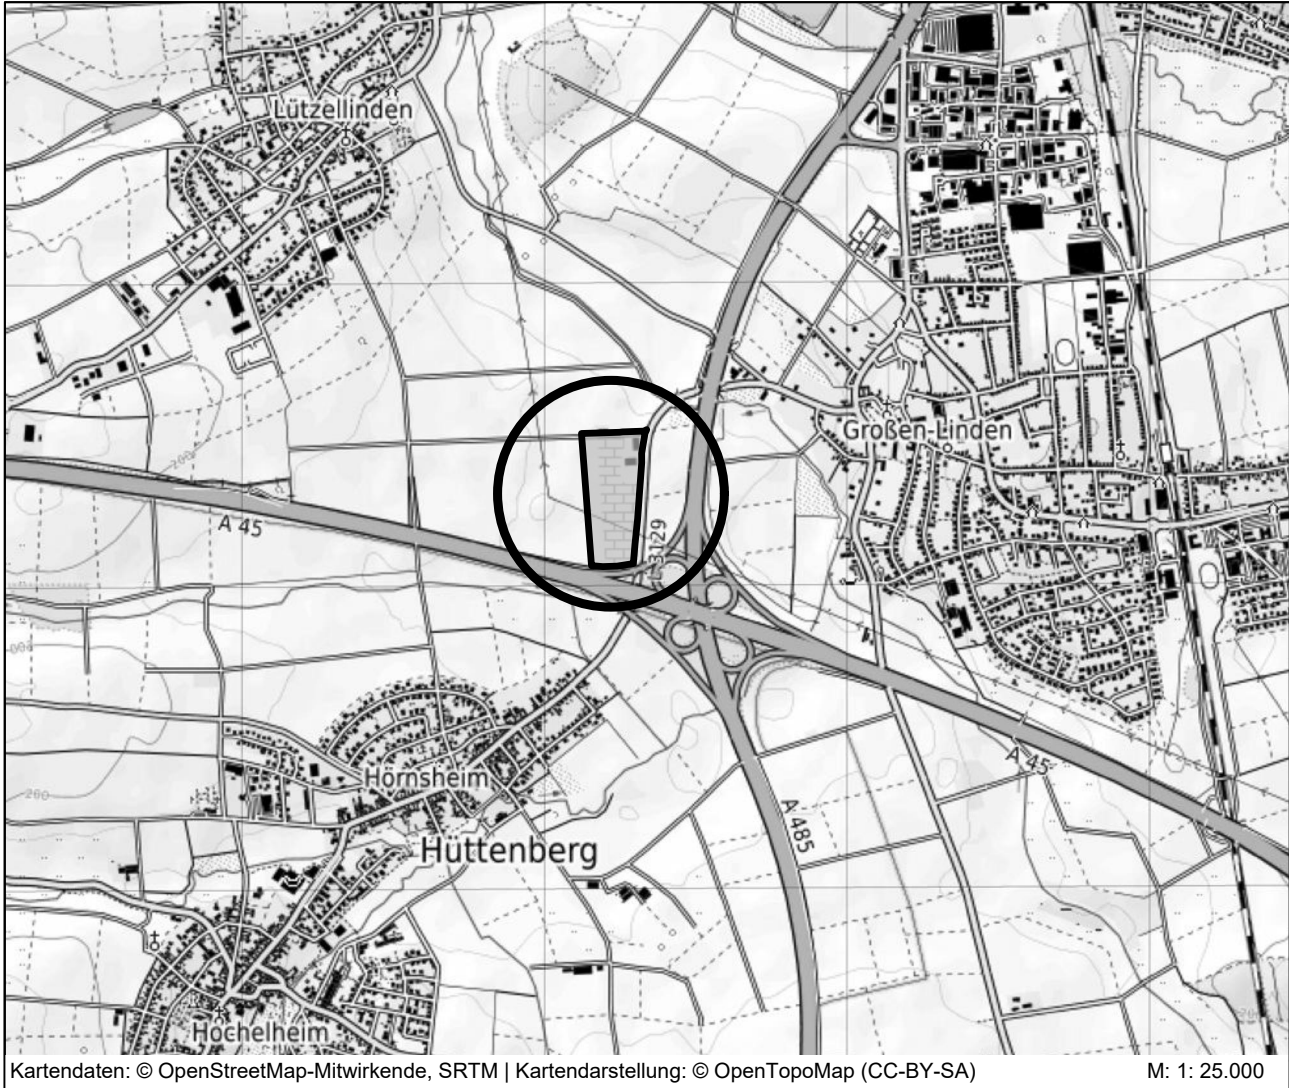 Lützellinden
Großen-Linden
200
A 45
L 3129
Hörnsheim
A 45
200
A 485
Hüttenberg
Hochelheim
Kartendaten: © OpenStreetMap-Mitwirkende, SRTM | Kartendarstellung: © OpenTopoMap (CC-BY-SA)
M: 1: 25.000